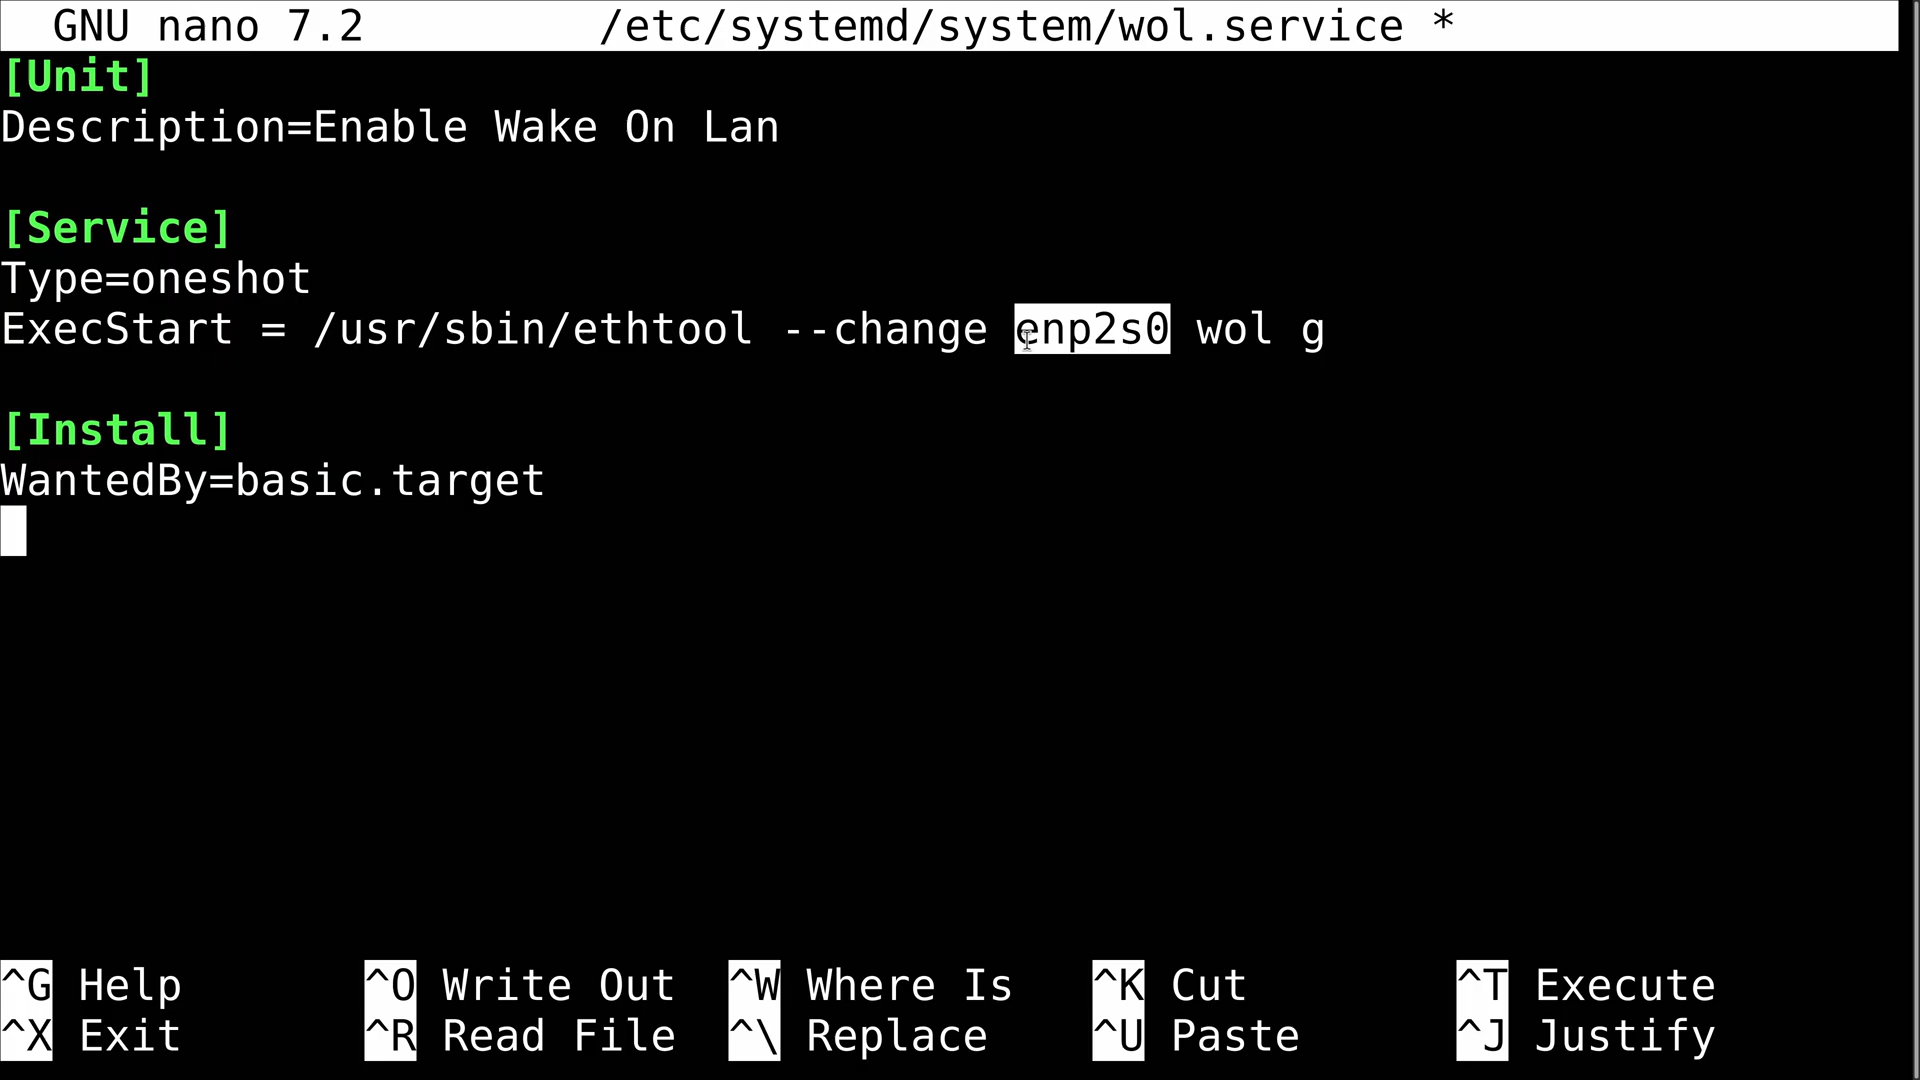 GNU nano 7.2 /etc/systemd/system/wol.service *
[Unit]
Description=Enable Wake On Lan
[Service]
Type=oneshot
ExecStart = /usr/sbin/ethtool --change enp2s0 wol g
[Install]
WantedBy=basic.target
^G Help ^O Write Out ^W Where Is ^K Cut ^T Execute
^X Exit ^R Read File ^\ Replace ^U Paste ^J Justify